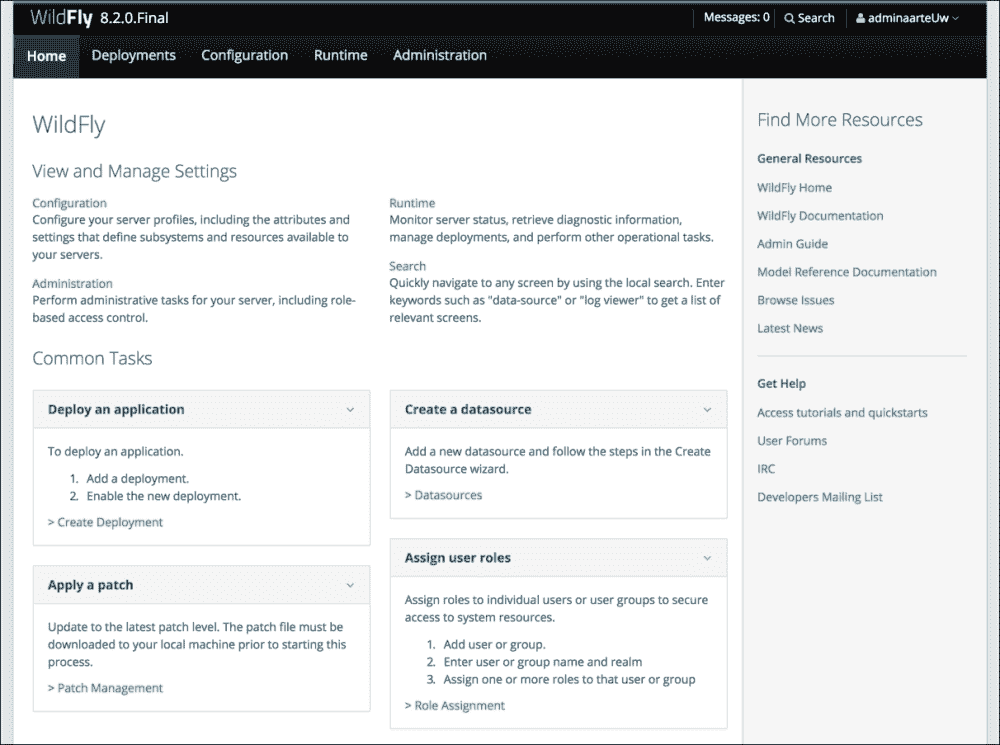 WildFly 8.2.0.Final
Messages: 0
Search
adminaarteUw
Home
Deployments
Configuration
Runtime
Administration
WildFly
View and Manage Settings
Configuration
Configure your server profiles, including the attributes and
settings that define subsystems and resources available to
your servers.
Administration
Perform administrative tasks for your server, including role-
based access control.
Runtime
Monitor server status, retrieve diagnostic information,
manage deployments, and perform other operational tasks.
Search
Quickly navigate to any screen by using the local search. Enter
keywords such as "data-source" or "log viewer" to get a list of
relevant screens.
Common Tasks
Deploy an application
To deploy an application.
1. Add a deployment.
2. Enable the new deployment.
> Create Deployment
Apply a patch
Update to the latest patch level. The patch file must be
downloaded to your local machine prior to starting this
process.
> Patch Management
Create a datasource
Add a new datasource and follow the steps in the Create
Datasource wizard.
> Datasources
Assign user roles
Assign roles to individual users or user groups to secure
access to system resources.
1. Add user or group.
2. Enter user or group name and realm
3. Assign one or more roles to that user or group
> Role Assignment
Find More Resources
General Resources
WildFly Home
WildFly Documentation
Admin Guide
Model Reference Documentation
Browse Issues
Latest News
Get Help
Access tutorials and quickstarts
User Forums
IRC
Developers Mailing List